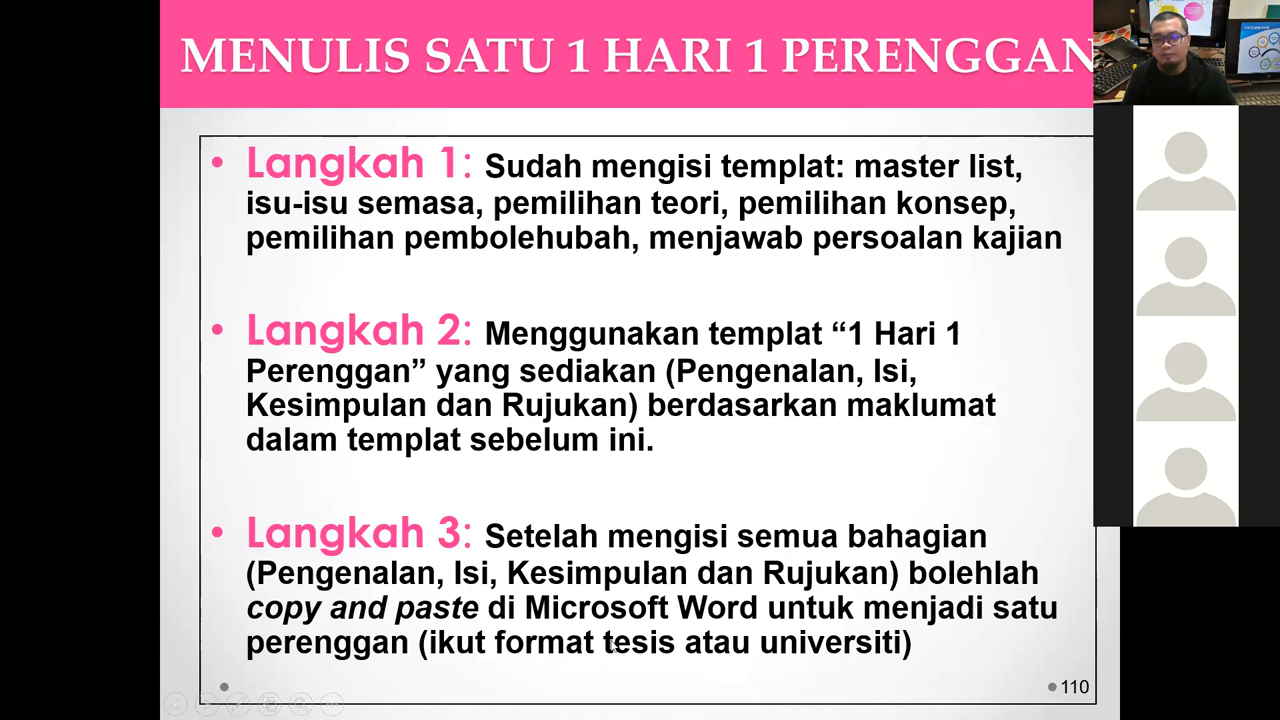 MENULIS SATU 1 HARI 1 PERENGGAN
• Langkah 1: Sudah mengisi templat: master list,
isu-isu semasa, pemilihan teori, pemilihan konsep,
pemilihan pembolehubah, menjawab persoalan kajian
• Langkah 2: Menggunakan templat “1 Hari 1
Perenggan” yang sediakan (Pengenalan, Isi,
Kesimpulan dan Rujukan) berdasarkan maklumat
dalam templat sebelum ini.
• Langkah 3: Setelah mengisi semua bahagian
(Pengenalan, Isi, Kesimpulan dan Rujukan) bolehlah
copy and paste di Microsoft Word untuk menjadi satu
perenggan (ikut format tesis atau universiti)
110